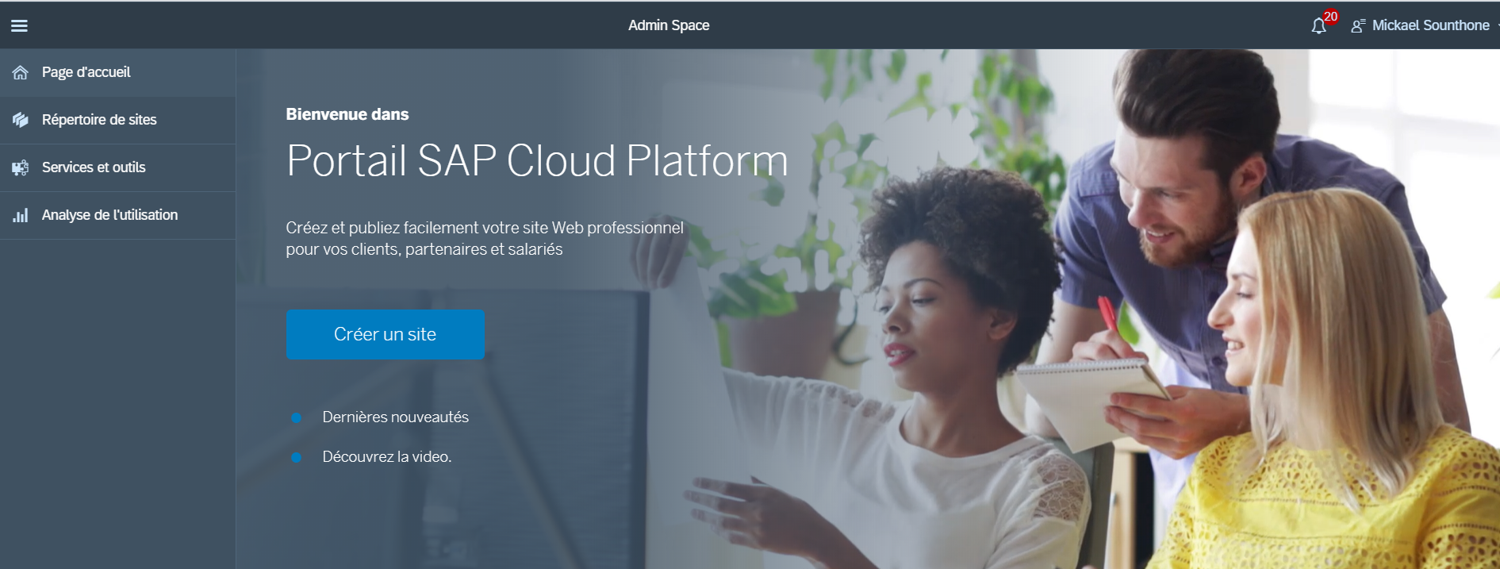 Admin Space
20
Mickael Sounthone
Page d'accueil
Répertoire de sites
Services et outils
Analyse de l'utilisation
Bienvenue dans
Portail SAP Cloud Platform
Créez et publiez facilement votre site Web professionnel
pour vos clients, partenaires et salariés
Créer un site
Dernières nouveautés
Découvrez la video.